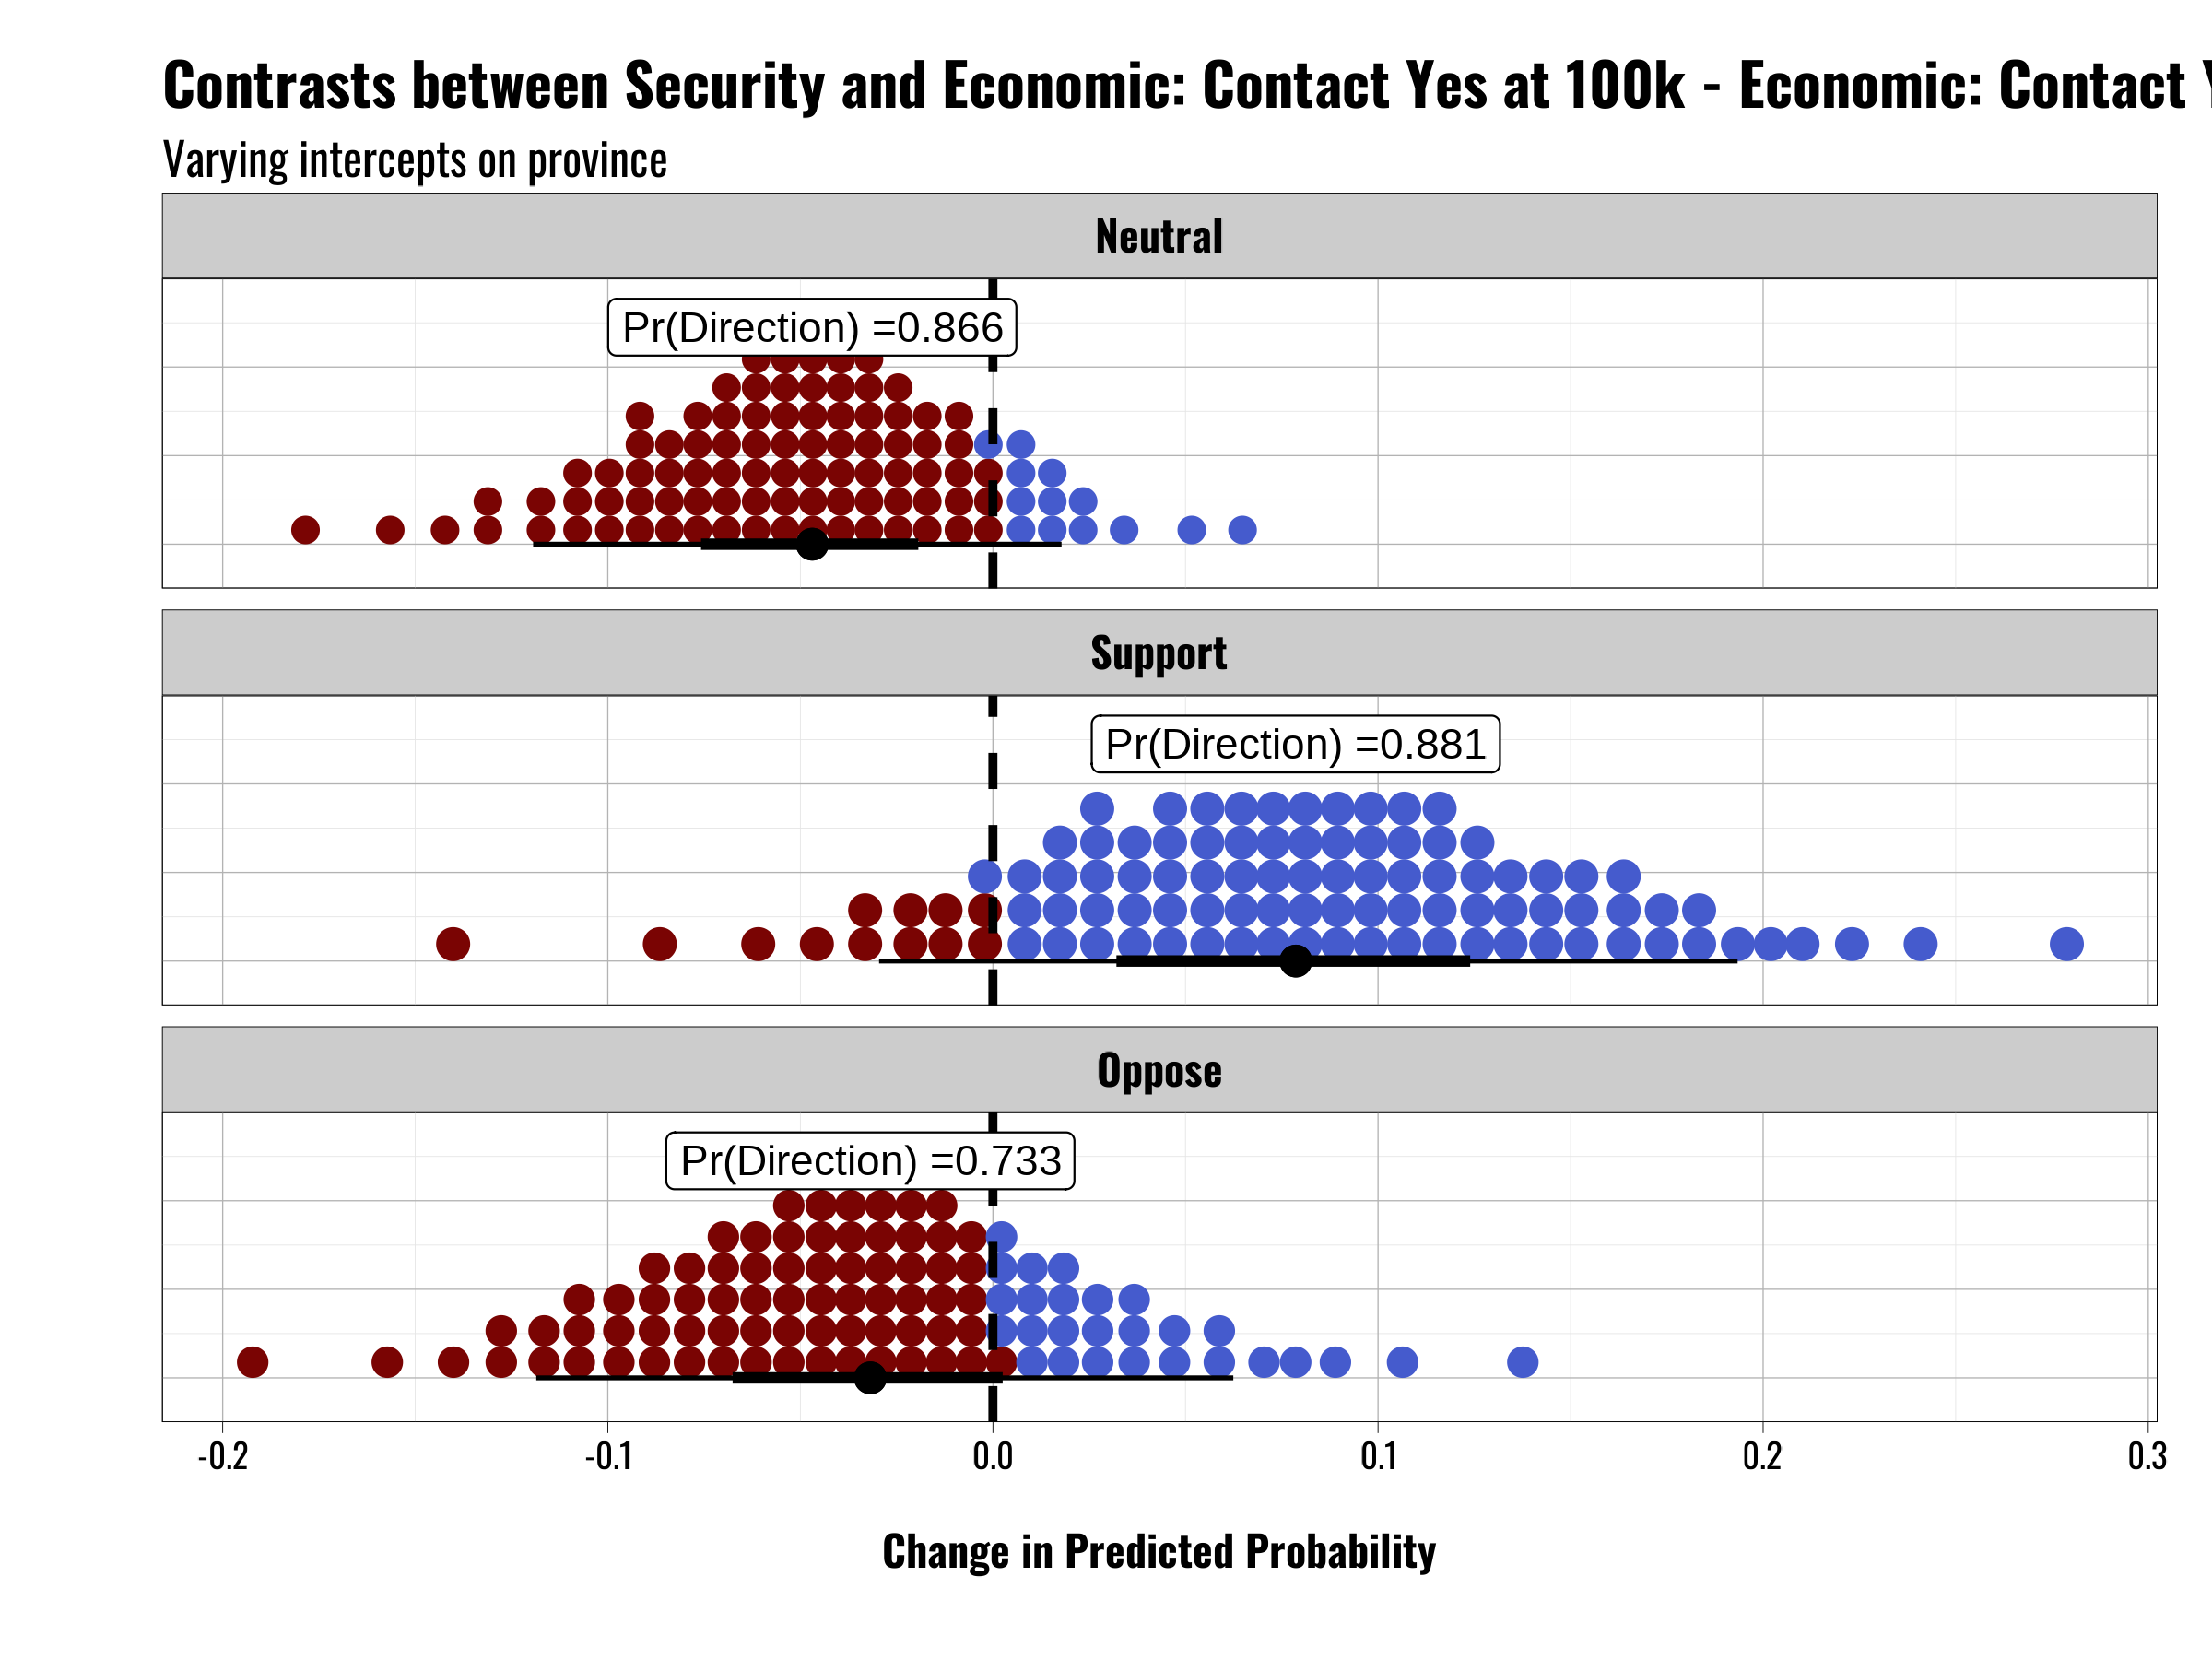 Contrasts between Security and Economic: Contact Yes at 100k - Economic: Contact
Varying intercepts on province
Neutral
Pr(Direction) =0.866
Support
Pr(Direction) =0.881
Oppose
Pr(Direction) =0.733
-0.2 -0.1 0.0 0.1 0.2 0.3
Change in Predicted Probability